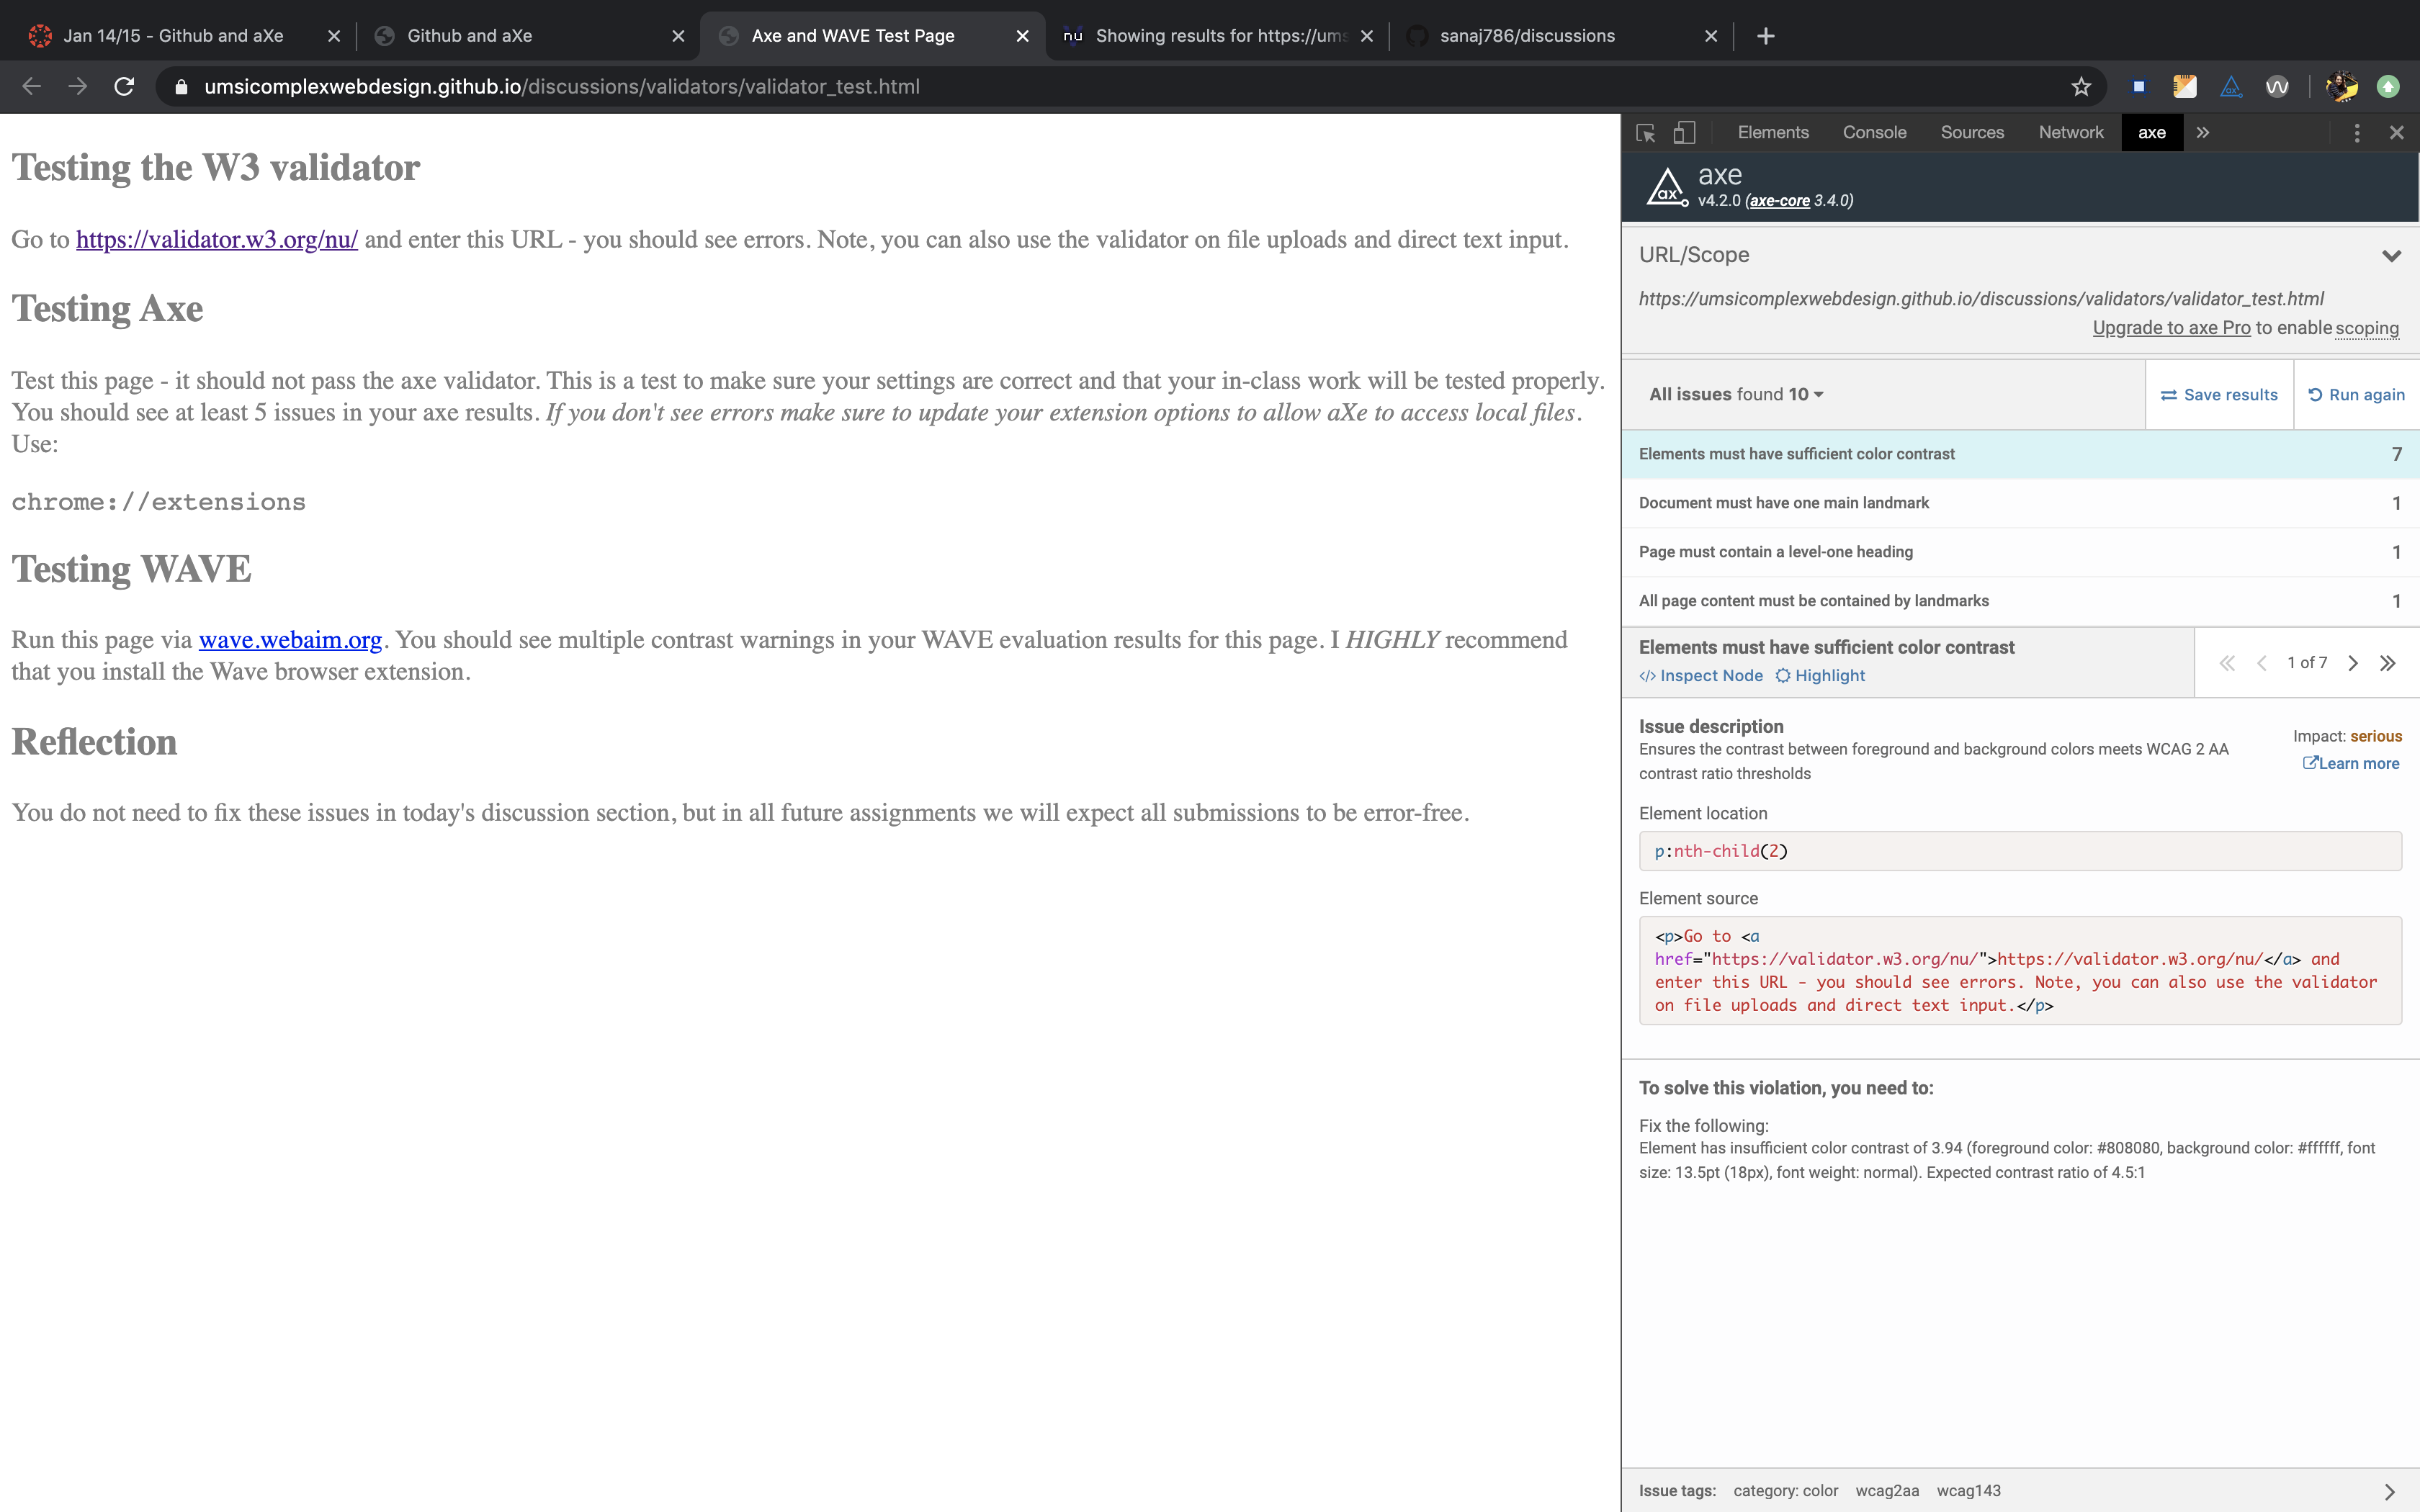 Jan 14/15 - Github and aXe
Github and aXe
Axe and WAVE Test Page
nu Showing results for https://ums
sanaj786/discussions
umsicomplexwebdesign.github.io/discussions/validators/validator_test.html
Testing the W3 validator
Go to https://validator.w3.org/nu/ and enter this URL - you should see errors. Note, you can also use the validator on file uploads and direct text input.
Testing Axe
Test this page - it should not pass the axe validator. This is a test to make sure your settings are correct and that your in-class work will be tested properly.
You should see at least 5 issues in your axe results. If you don't see errors make sure to update your extension options to allow aXe to access local files.
Use:
chrome://extensions
Testing WAVE
Run this page via wave.webaim.org. You should see multiple contrast warnings in your WAVE evaluation results for this page. I HIGHLY recommend
that you install the Wave browser extension.
Reflection
You do not need to fix these issues in today's discussion section, but in all future assignments we will expect all submissions to be error-free.
Elements Console Sources Network axe
ax
axe
v4.2.0 (axe-core 3.4.0)
URL/Scope
https://umsicomplexwebdesign.github.io/discussions/validators/validator_test.html
Upgrade to axe Pro to enable scoping
All issues found 10
Save results
Run again
Elements must have sufficient color contrast 7
Document must have one main landmark 1
Page must contain a level-one heading 1
All page content must be contained by landmarks 1
Elements must have sufficient color contrast
</> Inspect Node Highlight
1 of 7
Issue description
Ensures the contrast between foreground and background colors meets WCAG 2 AA
contrast ratio thresholds
Impact: serious
Learn more
Element location
p:nth-child(2)
Element source
<p>Go to <a
href="https://validator.w3.org/nu/">https://validator.w3.org/nu/</a> and
enter this URL - you should see errors. Note, you can also use the validator
on file uploads and direct text input.</p>
To solve this violation, you need to:
Fix the following:
Element has insufficient color contrast of 3.94 (foreground color: #808080, background color: #ffffff, font
size: 13.5pt (18px), font weight: normal). Expected contrast ratio of 4.5:1
Issue tags: category: color wcag2aa wcag143